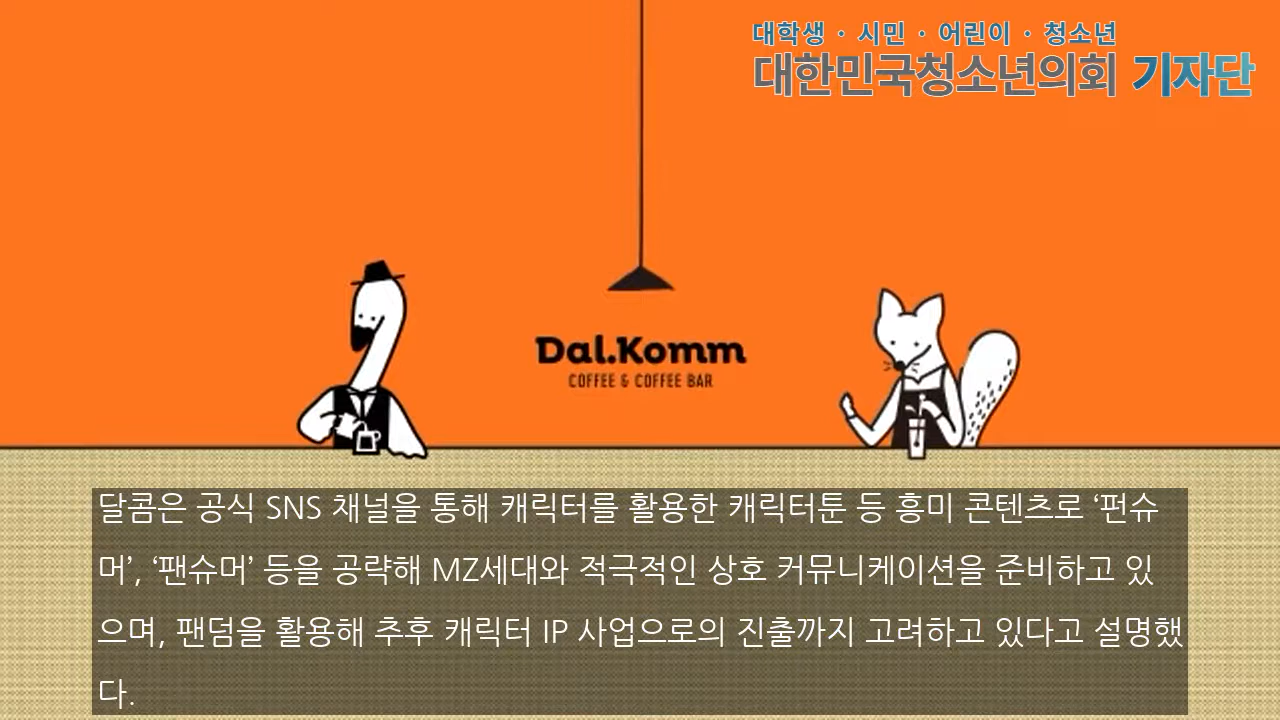 대학생 · 시민 · 어린이 · 청소년
대한민국청소년의회 기자단
Dal.Komm
COFFEE & COFFEE BAR
달콤은 공식 SNS 채널을 통해 캐릭터를 활용한 캐릭터툰 등 흥미 콘텐츠로 ‘펀슈
머’, ‘팬슈머’ 등을 공략해 MZ세대와 적극적인 상호 커뮤니케이션을 준비하고 있
으며, 팬덤을 활용해 추후 캐릭터 IP 사업으로의 진출까지 고려하고 있다고 설명했
다.